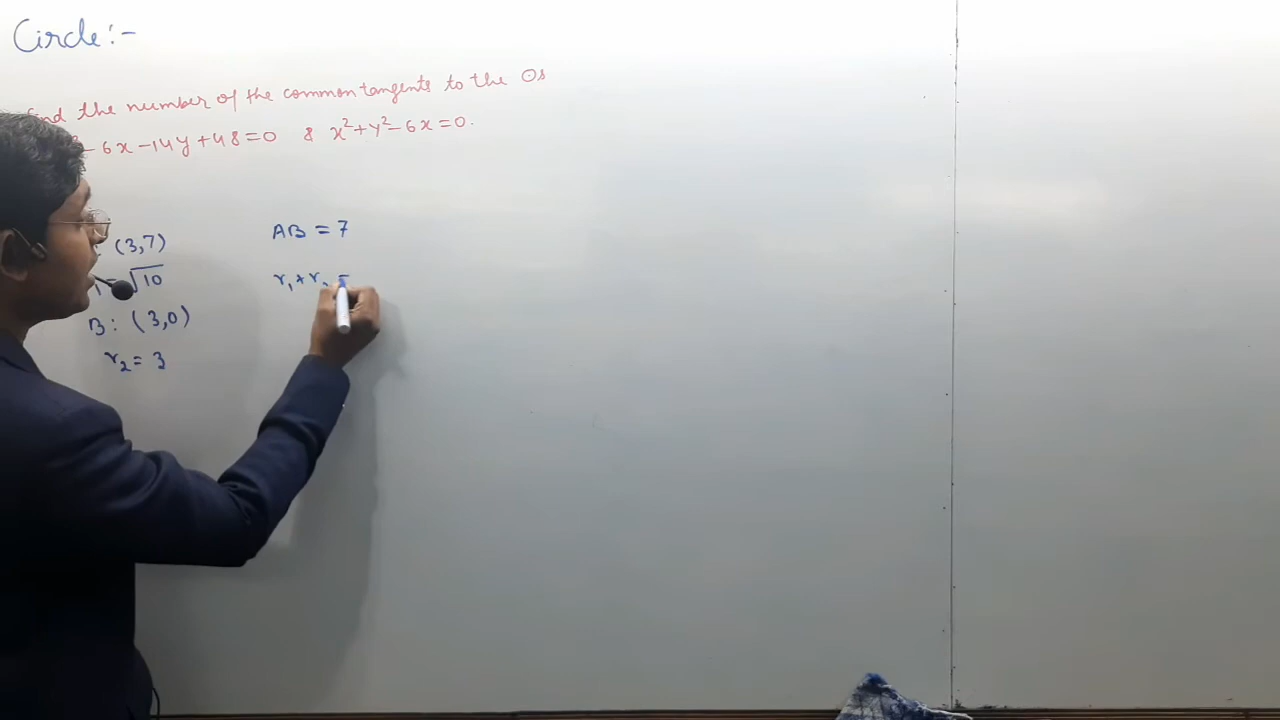 Circle :-
find the number of the common tangents to the ⊙s
- 6x - 14y + 48 = 0 & x² + y² - 6x = 0.
: (3,7)
AB = 7
= √10
r₁ + r₂ =
B : (3,0)
r₂ = 3